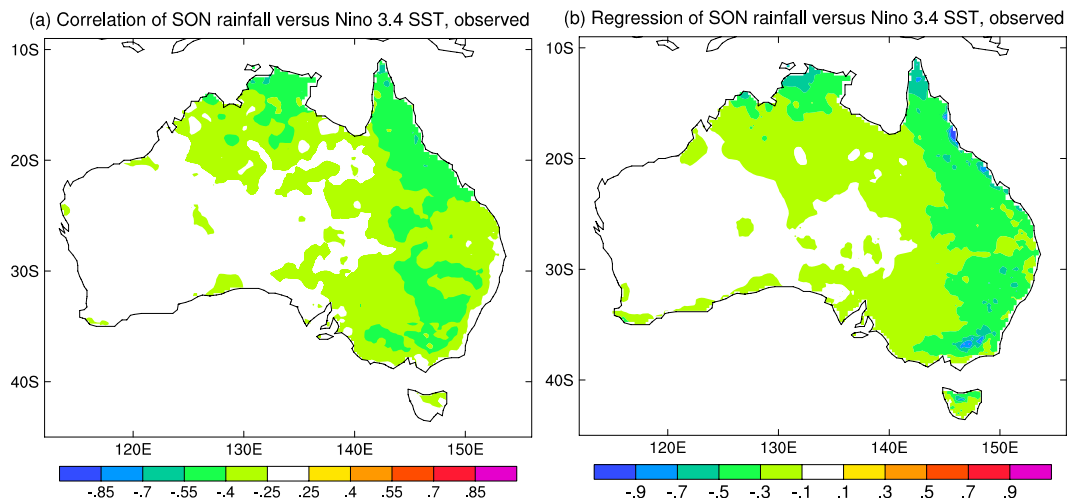 (a) Correlation of SON rainfall versus Nino 3.4 SST, observed
10S
20S
30S
40S
120E 130E 140E 150E
-.85 -.7 -.55 -.4 -.25 .25 .4 .55 .7 .85
(b) Regression of SON rainfall versus Nino 3.4 SST, observed
10S
20S
30S
40S
120E 130E 140E 150E
-.9 -.7 -.5 -.3 -.1 .1 .3 .5 .7 .9